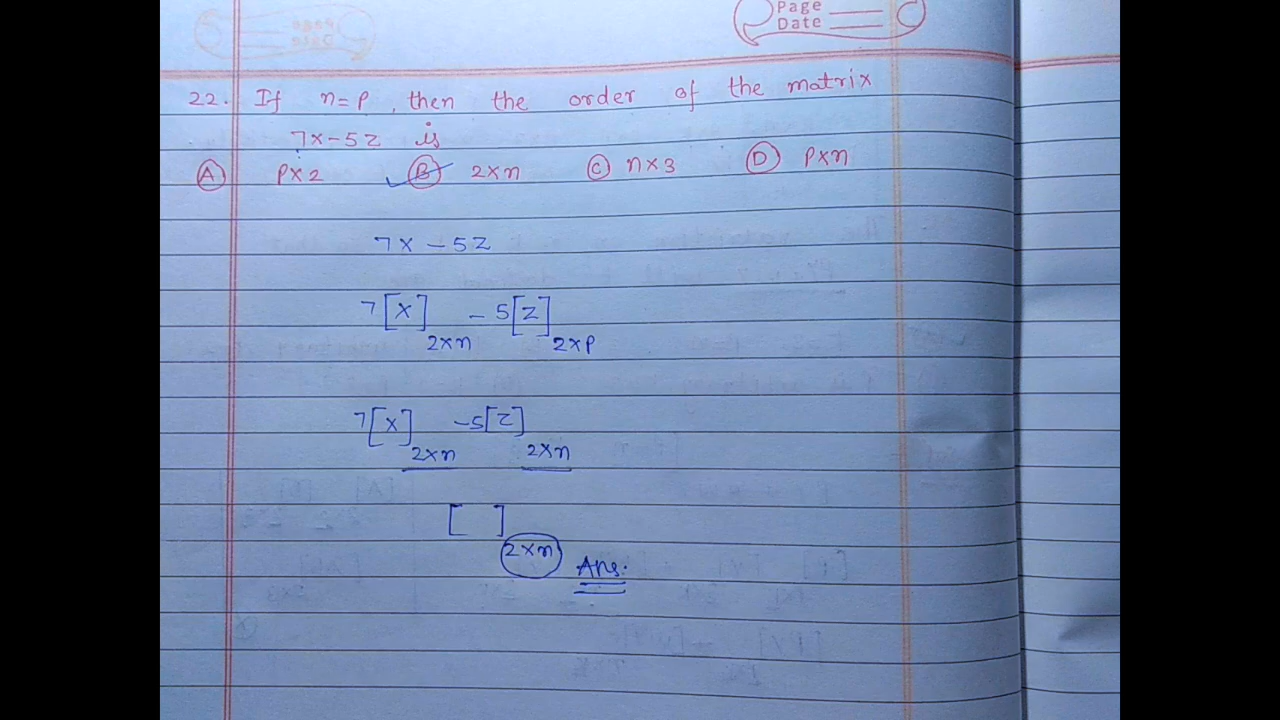 Page
Date
22. If n=P, then the order of the matrix
7x-5z is
(A) P×2 (B) 2×n (C) n×3 (D) P×n
7x - 5z
7[x]2×n - 5[z]2×P
7[x]2×n - 5[z]2×n
[ ]2×n Ans.